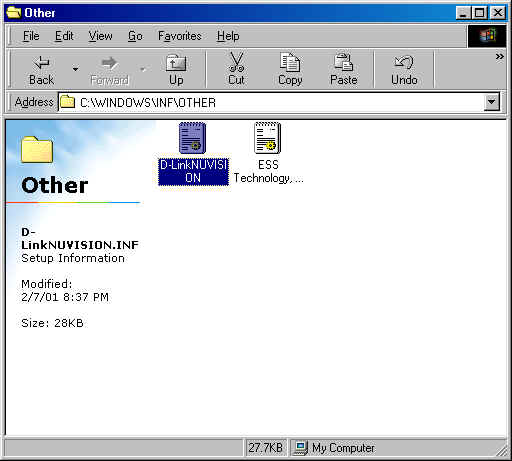 Other
File Edit View Go Favorites Help
Back Forward Up Cut Copy Paste Undo »
Address C:\WINDOWS\INF\OTHER
Other
D-
LinkNUVISION.INF
Setup Information
Modified:
2/7/01 8:37 PM
Size: 28KB
D-LinkNUVISI
ON
ESS
Technology, ...
27.7KB My Computer